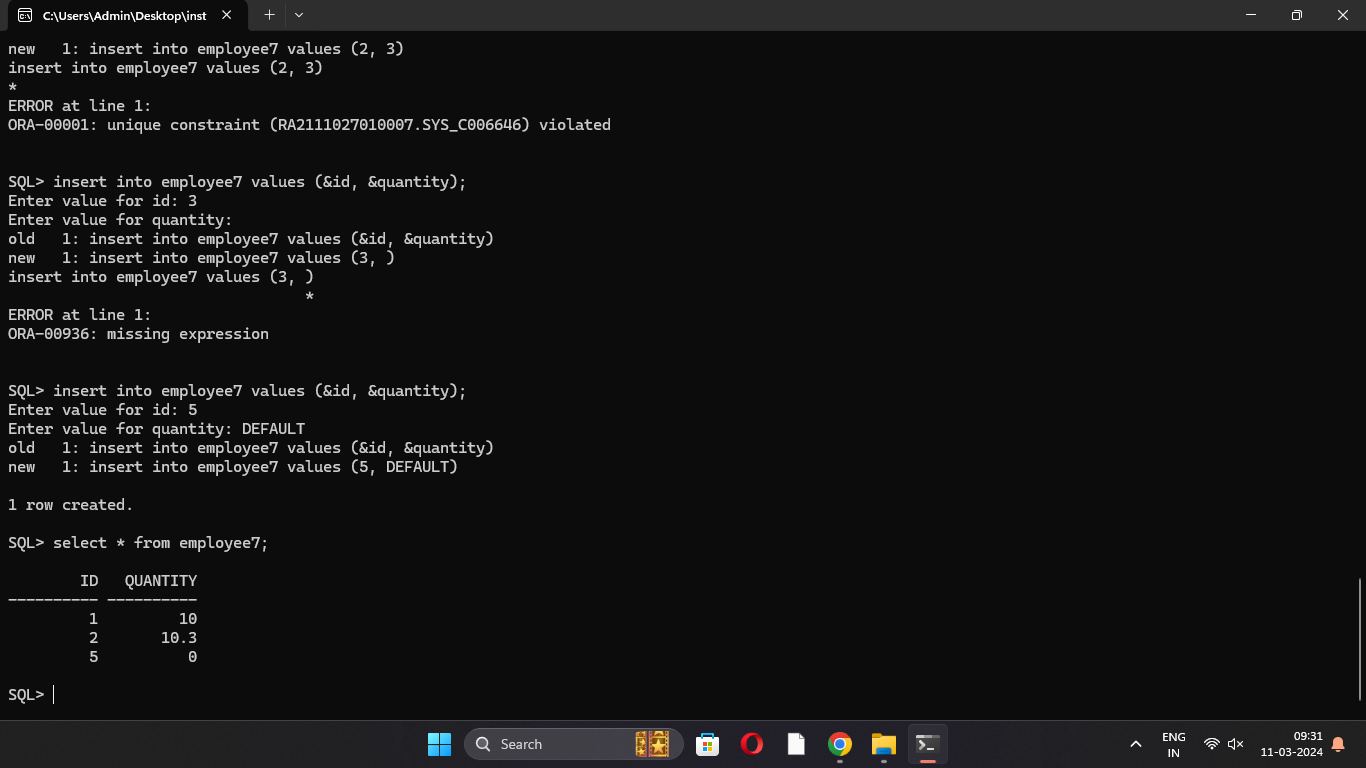 C:\Users\Admin\Desktop\inst
new   1: insert into employee7 values (2, 3)
insert into employee7 values (2, 3)
*
ERROR at line 1:
ORA-00001: unique constraint (RA2111027010007.SYS_C006646) violated
SQL> insert into employee7 values (&id, &quantity);
Enter value for id: 3
Enter value for quantity:
old   1: insert into employee7 values (&id, &quantity)
new   1: insert into employee7 values (3, )
insert into employee7 values (3, )
                                 *
ERROR at line 1:
ORA-00936: missing expression
SQL> insert into employee7 values (&id, &quantity);
Enter value for id: 5
Enter value for quantity: DEFAULT
old   1: insert into employee7 values (&id, &quantity)
new   1: insert into employee7 values (5, DEFAULT)
1 row created.
SQL> select * from employee7;
        ID   QUANTITY
---------- ----------
         1         10
         2       10.3
         5          0
SQL>
Search
ENG
IN
09:31
11-03-2024